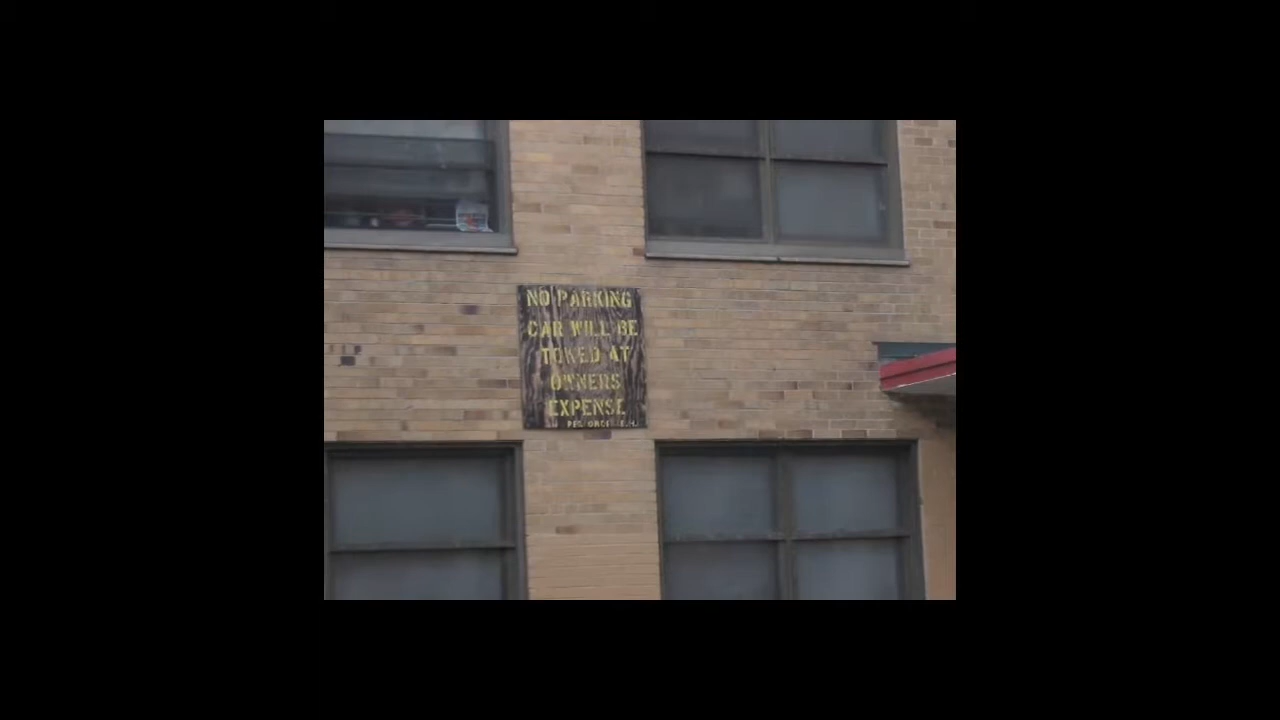 NO PARKING
CAR WILL BE
TOWED AT
OWNERS
EXPENSE